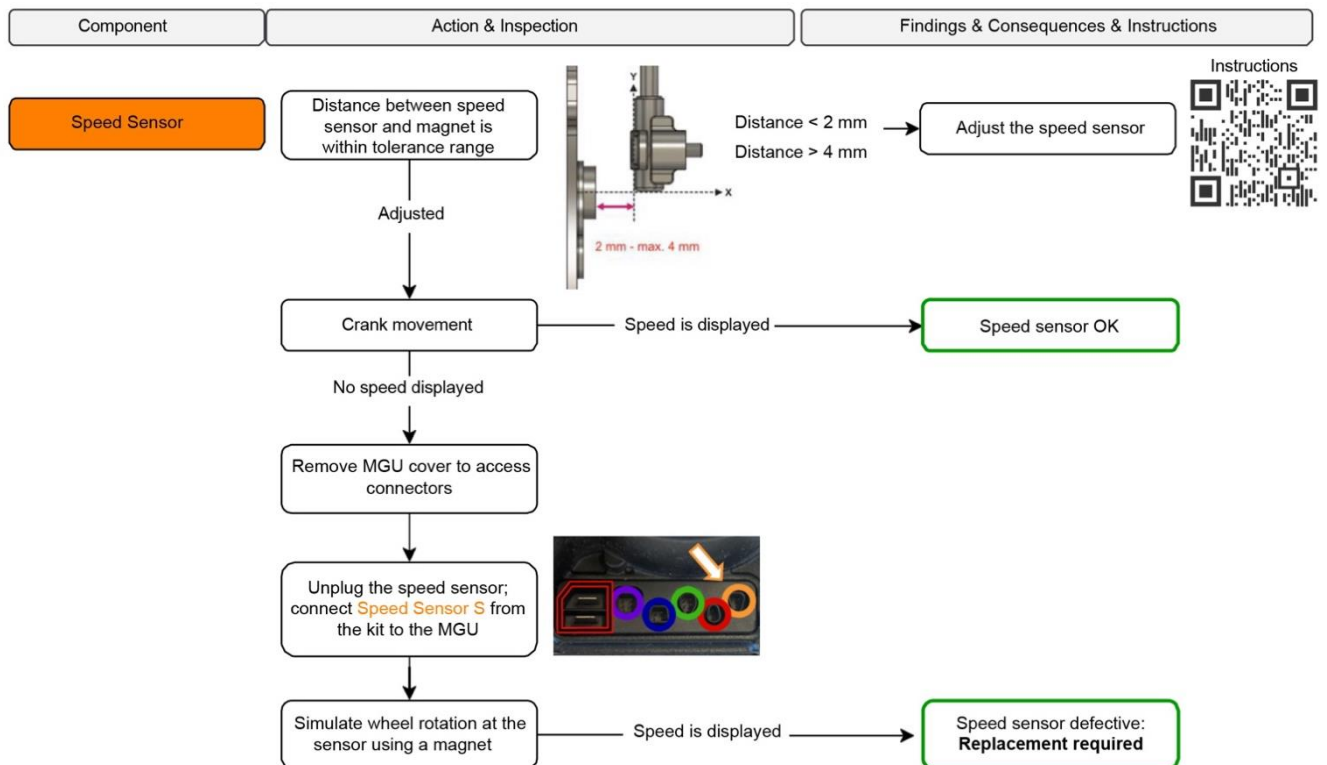 Component
Action & Inspection
Findings & Consequences & Instructions
Instructions
Speed Sensor
Distance between speed
sensor and magnet is
within tolerance range
Y
X
2 mm - max. 4 mm
Distance < 2 mm
Distance > 4 mm
Adjust the speed sensor
Adjusted
Crank movement
Speed is displayed
Speed sensor OK
No speed displayed
Remove MGU cover to access
connectors
Unplug the speed sensor;
connect Speed Sensor S from
the kit to the MGU
Simulate wheel rotation at the
sensor using a magnet
Speed is displayed
Speed sensor defective:
Replacement required